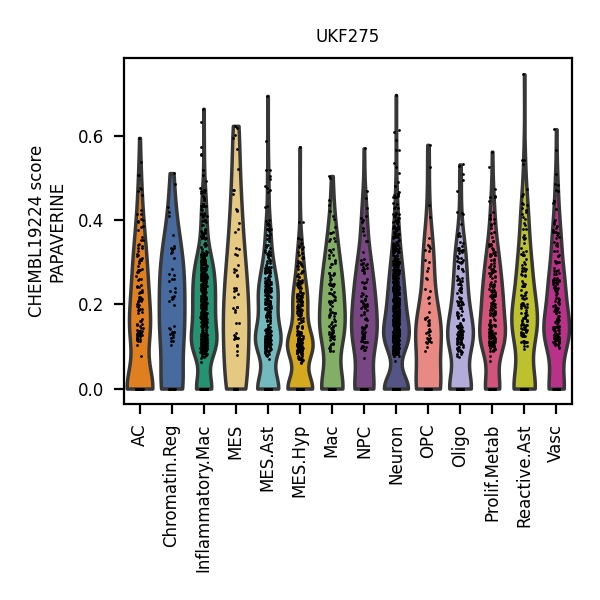 UKF275
CHEMBL19224 score
PAPAVERINE
0.6
0.4
0.2
0.0
AC
Chromatin.Reg
Inflammatory.Mac
MES
MES.Ast
MES.Hyp
Mac
NPC
Neuron
OPC
Oligo
Prolif.Metab
Reactive.Ast
Vasc